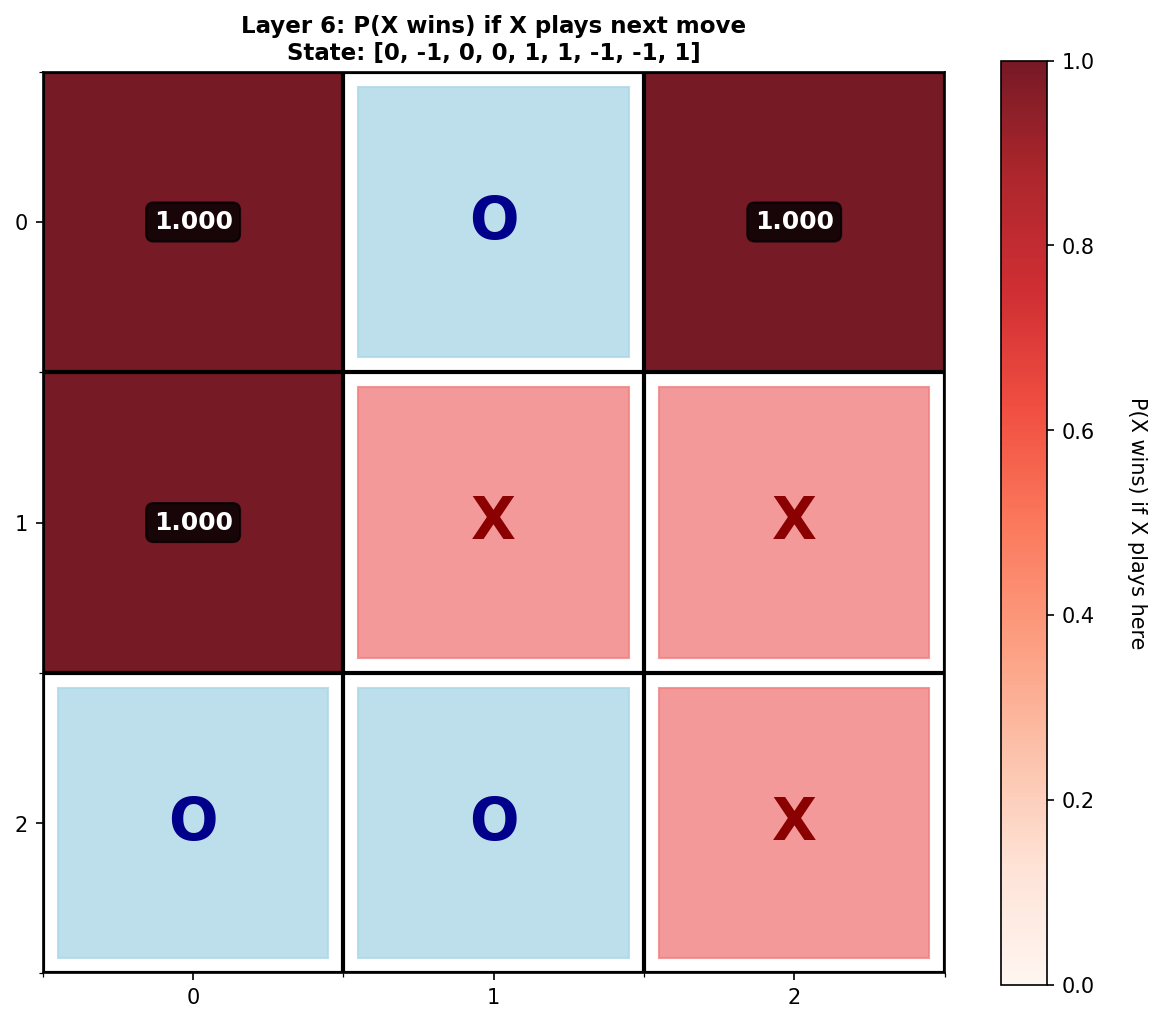 Layer 6: P(X wins) if X plays next move
State: [0, -1, 0, 0, 1, 1, -1, -1, 1]
0
1.000
O
1.000
1
1.000
X
X
2
O
O
X
0
1
2
1.0
0.8
0.6
0.4
0.2
0.0
P(X wins) if X plays here